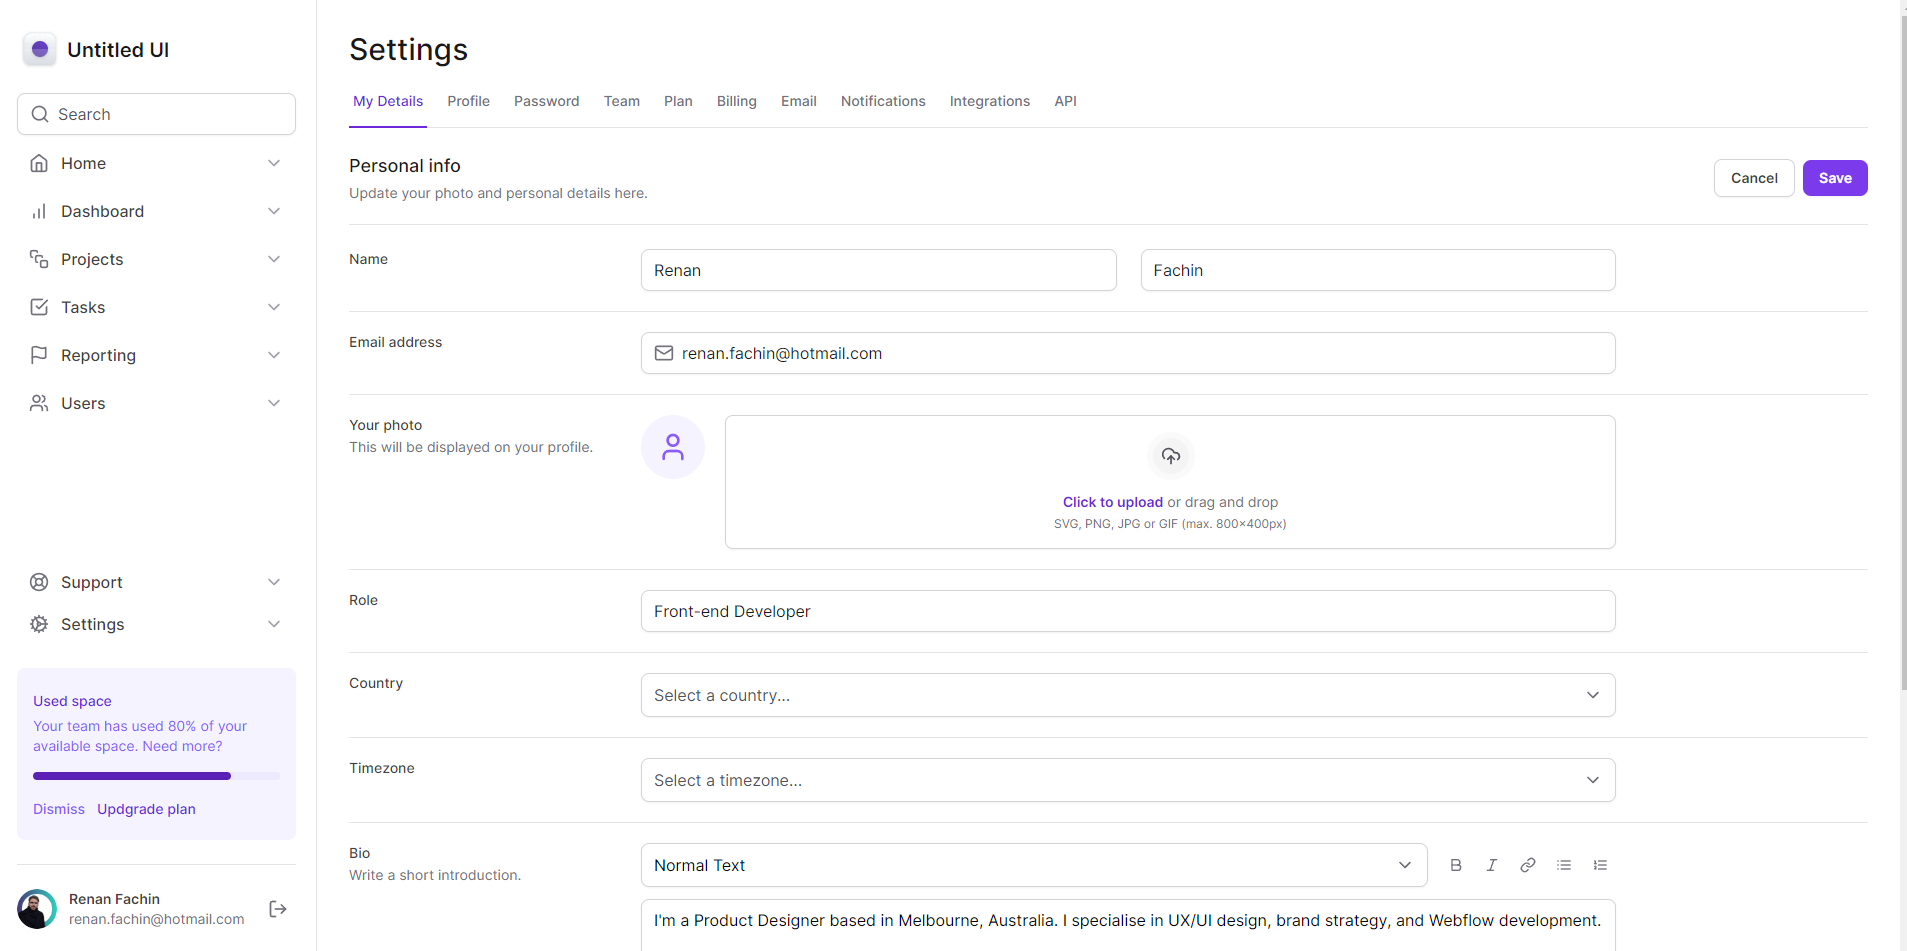 Untitled UI
Search
Home
Dashboard
Projects
Tasks
Reporting
Users
Support
Settings
Used space
Your team has used 80% of your
available space. Need more?
Dismiss Updgrade plan
Renan Fachin
renan.fachin@hotmail.com
Settings
My Details Profile Password Team Plan Billing Email Notifications Integrations API
Personal info
Update your photo and personal details here.
Cancel Save
Name
Renan Fachin
Email address
renan.fachin@hotmail.com
Your photo
This will be displayed on your profile.
Click to upload or drag and drop
SVG, PNG, JPG or GIF (max. 800×400px)
Role
Front-end Developer
Country
Select a country...
Timezone
Select a timezone...
Bio
Write a short introduction.
Normal Text
I'm a Product Designer based in Melbourne, Australia. I specialise in UX/UI design, brand strategy, and Webflow development.